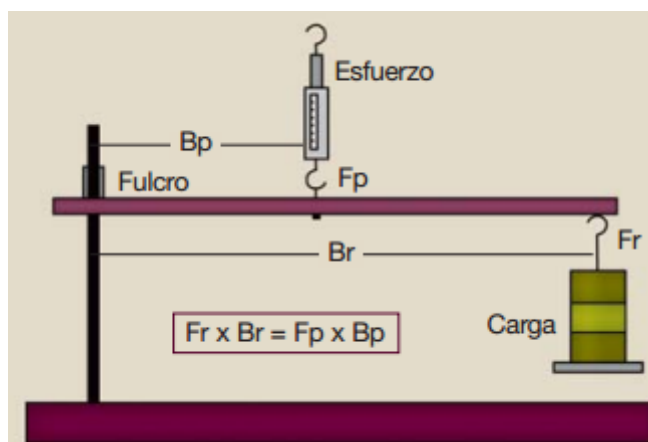 Esfuerzo
Bp
Fulcro
Fp
Br
Fr
Fr x Br = Fp x Bp
Carga